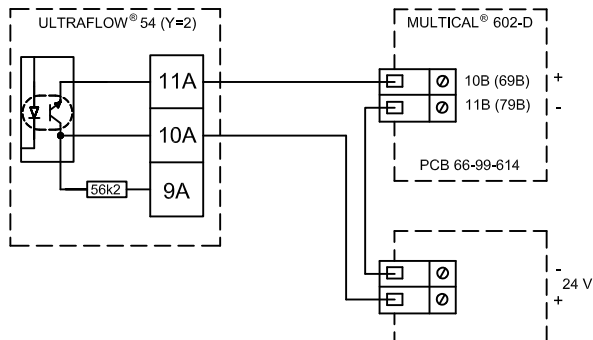 ULTRAFLOW® 54 (Y=2)
MULTICAL® 602-D
11A
10A
9A
56k2
10B (69B) +
11B (79B) -
PCB 66-99-614
-
24 V
+